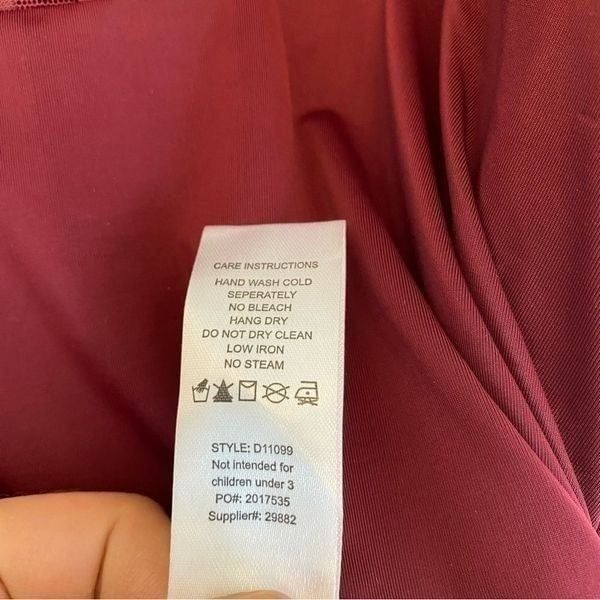 CARE INSTRUCTIONS
HAND WASH COLD
SEPERATELY
NO BLEACH
HANG DRY
DO NOT DRY CLEAN
LOW IRON
NO STEAM
STYLE: D11099
Not intended for
children under 3
PO#: 2017535
Supplier#: 29882